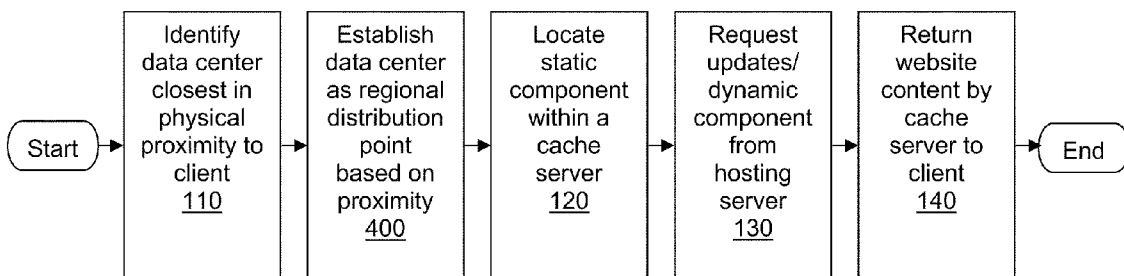 Start
Identify
data center
closest in
physical
proximity to
client
110
Establish
data center
as regional
distribution
point
based on
proximity
400
Locate
static
component
within a
cache
server
120
Request
updates/
dynamic
component
from
hosting
server
130
Return
website
content by
cache
server to
client
140
End